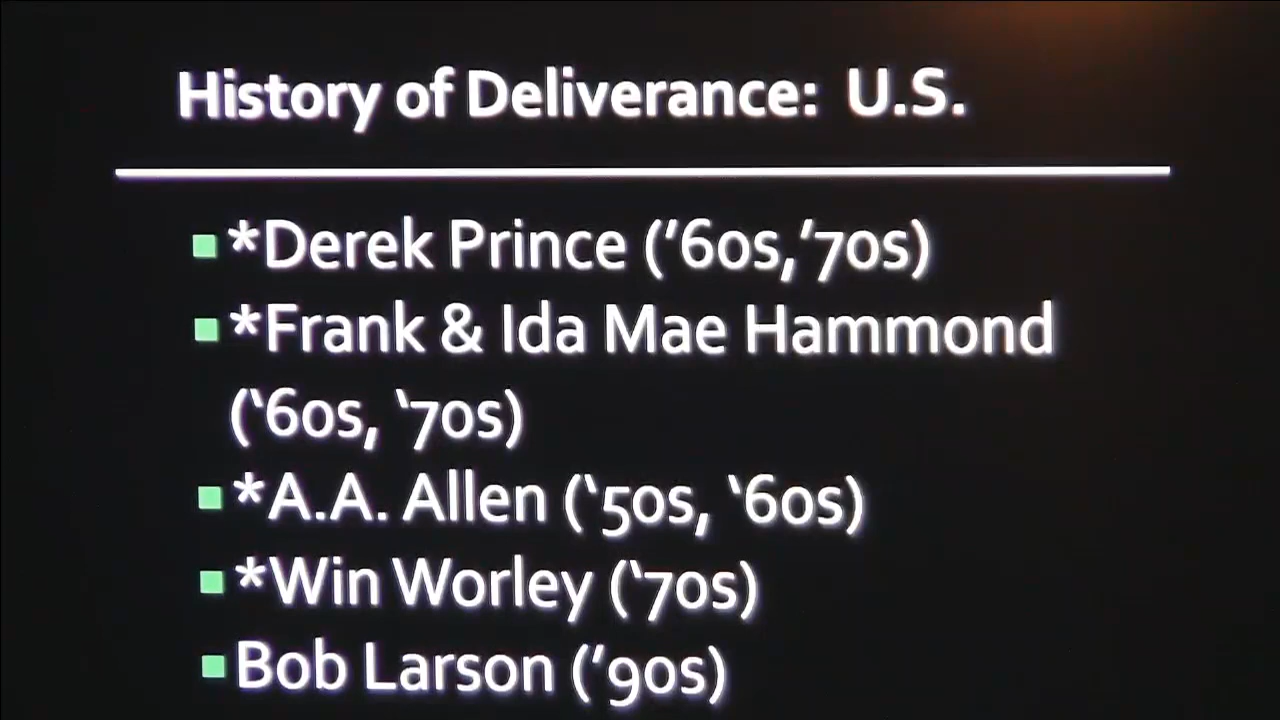 History of Deliverance: U.S.
*Derek Prince (’60s,’70s)
*Frank & Ida Mae Hammond
(‘60s, ‘70s)
*A.A. Allen (‘50s, ‘60s)
*Win Worley (‘70s)
Bob Larson (’90s)